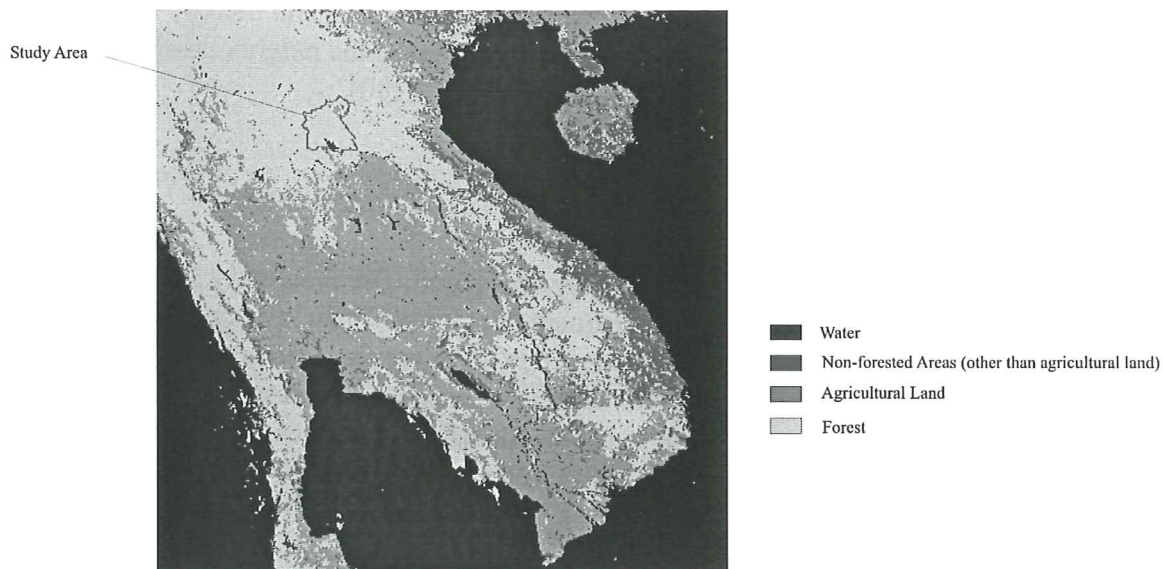 Study Area
Water
Non-forested Areas (other than agricultural land)
Agricultural Land
Forest